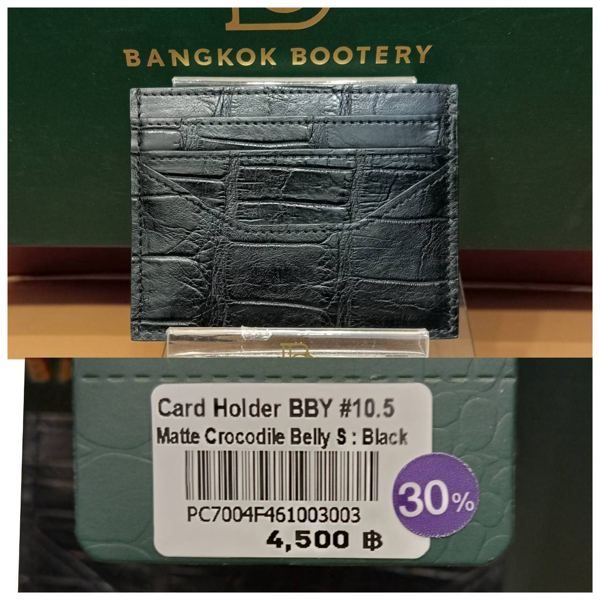 BANGKOK BOOTERY
Card Holder BBY #10.5
Matte Crocodile Belly S : Black
PC7004F461003003
4,500 ฿
30%